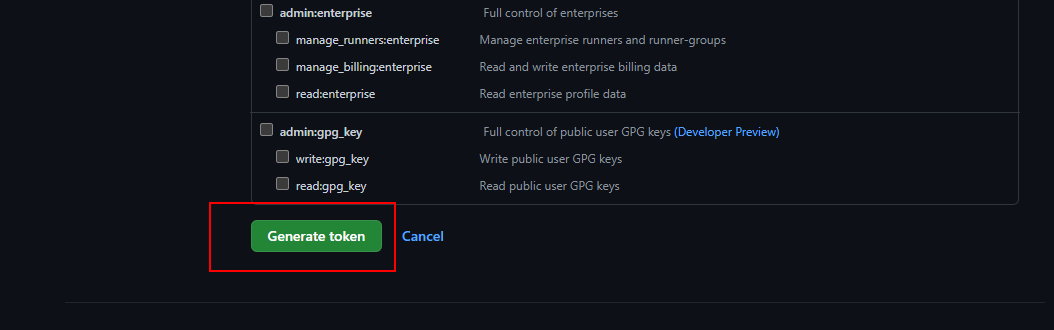 admin:enterprise Full control of enterprises
manage_runners:enterprise Manage enterprise runners and runner-groups
manage_billing:enterprise Read and write enterprise billing data
read:enterprise Read enterprise profile data
admin:gpg_key Full control of public user GPG keys (Developer Preview)
write:gpg_key Write public user GPG keys
read:gpg_key Read public user GPG keys
Generate token Cancel